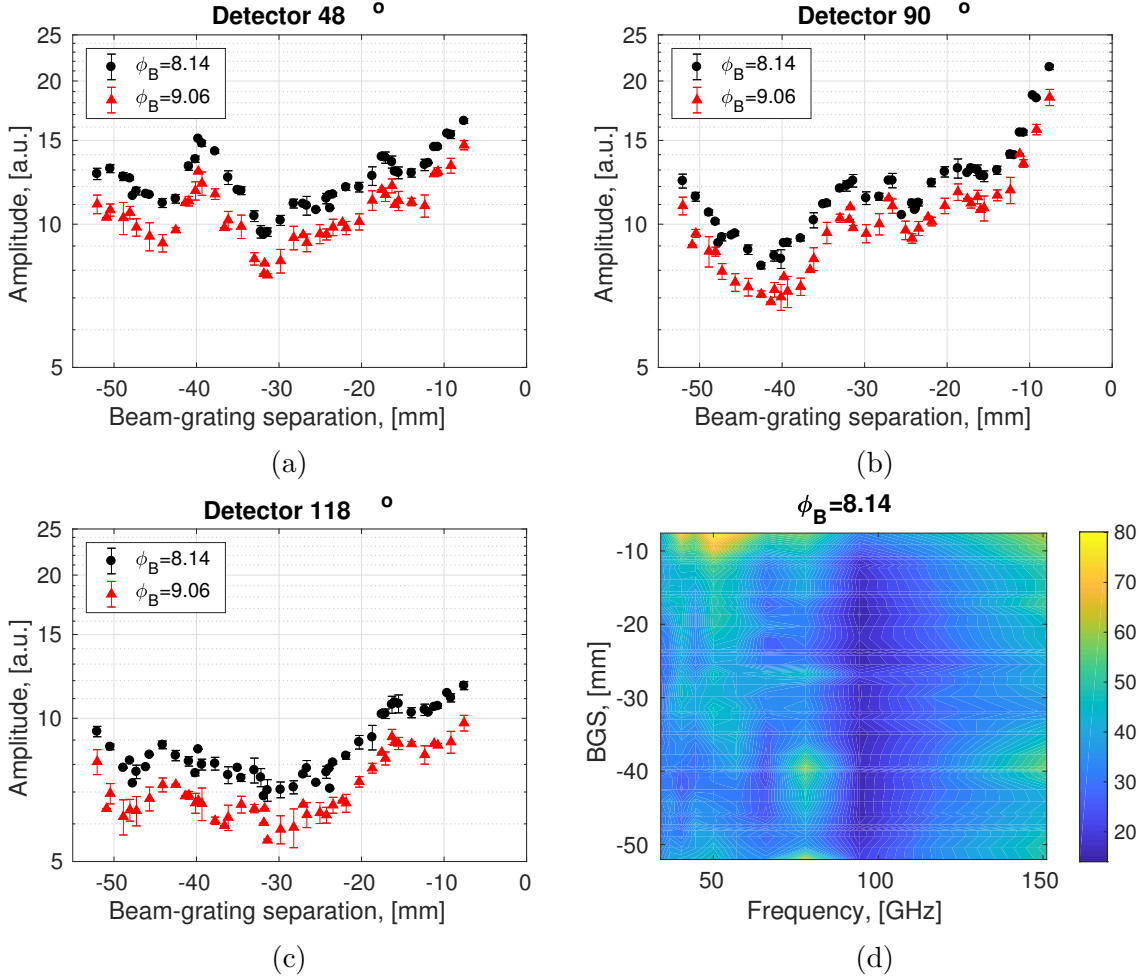 Detector 48 o
25
20
15
10
5
Amplitude, [a.u.]
ϕB=8.14
ϕB=9.06
-50 -40 -30 -20 -10 0
Beam-grating separation, [mm]
(a)
Detector 90 o
25
20
15
10
5
Amplitude, [a.u.]
ϕB=8.14
ϕB=9.06
-50 -40 -30 -20 -10 0
Beam-grating separation, [mm]
(b)
Detector 118 o
25
20
15
10
5
Amplitude, [a.u.]
ϕB=8.14
ϕB=9.06
-50 -40 -30 -20 -10 0
Beam-grating separation, [mm]
(c)
ϕB=8.14
-10
-20
-30
-40
-50
BGS, [mm]
50 100 150
Frequency, [GHz]
80
70
60
50
40
30
20
(d)